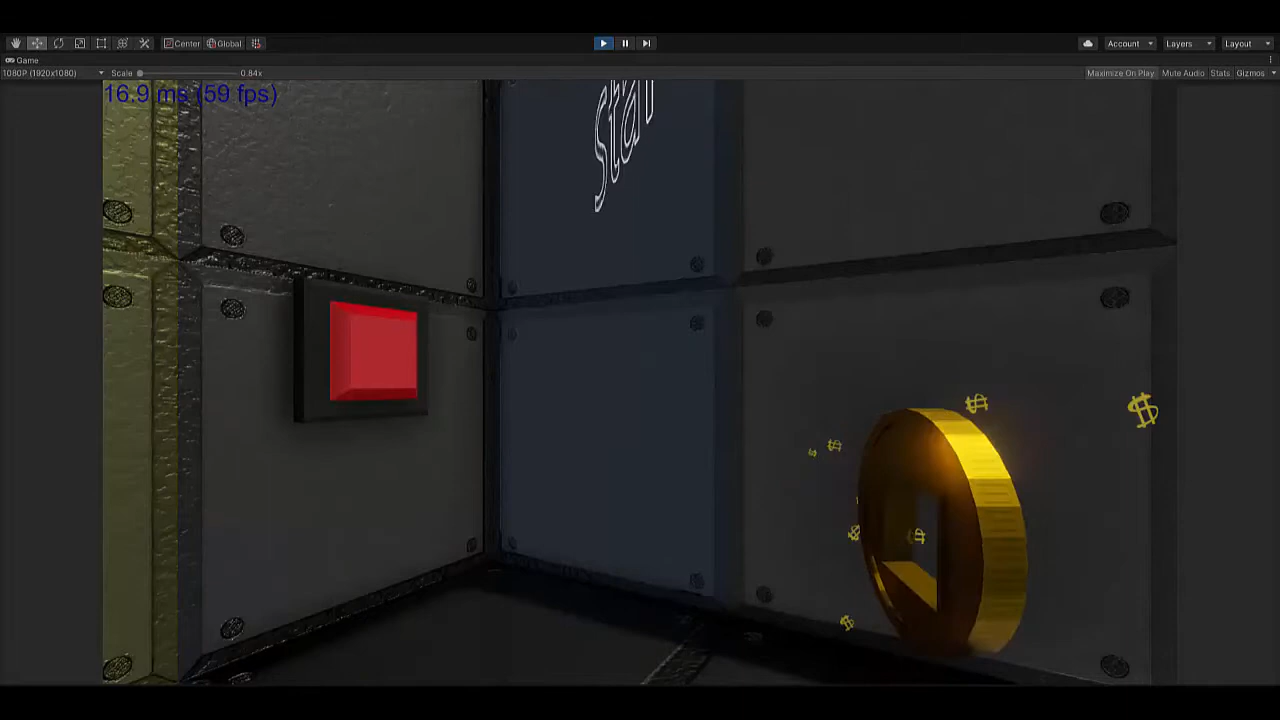 Center Global Account Layers Layout
Game
1080P (1920x1080) Scale 0.84x Maximize On Play Mute Audio Stats Gizmos
16.9 ms (59 fps)
$
$
$
$
$
$
$